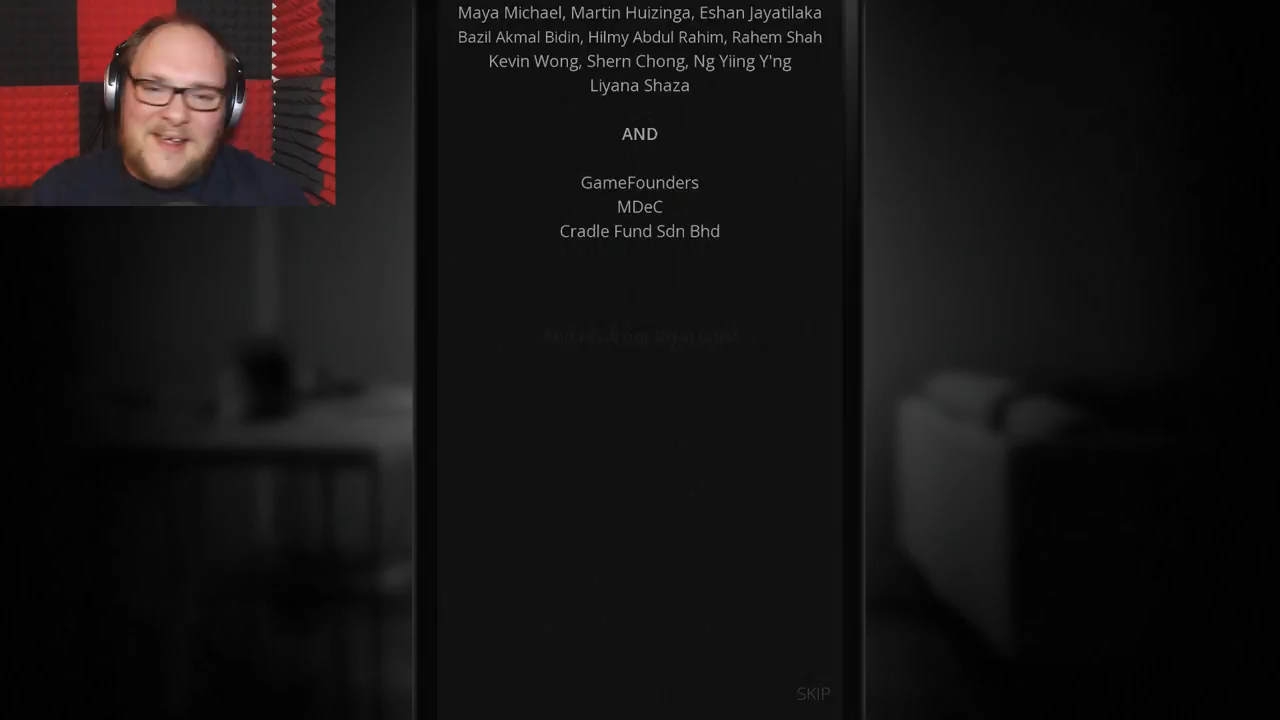 Maya Michael, Martin Huizinga, Eshan Jayatilaka
Bazil Akmal Bidin, Hilmy Abdul Rahim, Rahem Shah
Kevin Wong, Shern Chong, Ng Yiing Y'ng
Liyana Shaza
AND
GameFounders
MDeC
Cradle Fund Sdn Bhd
SKIP